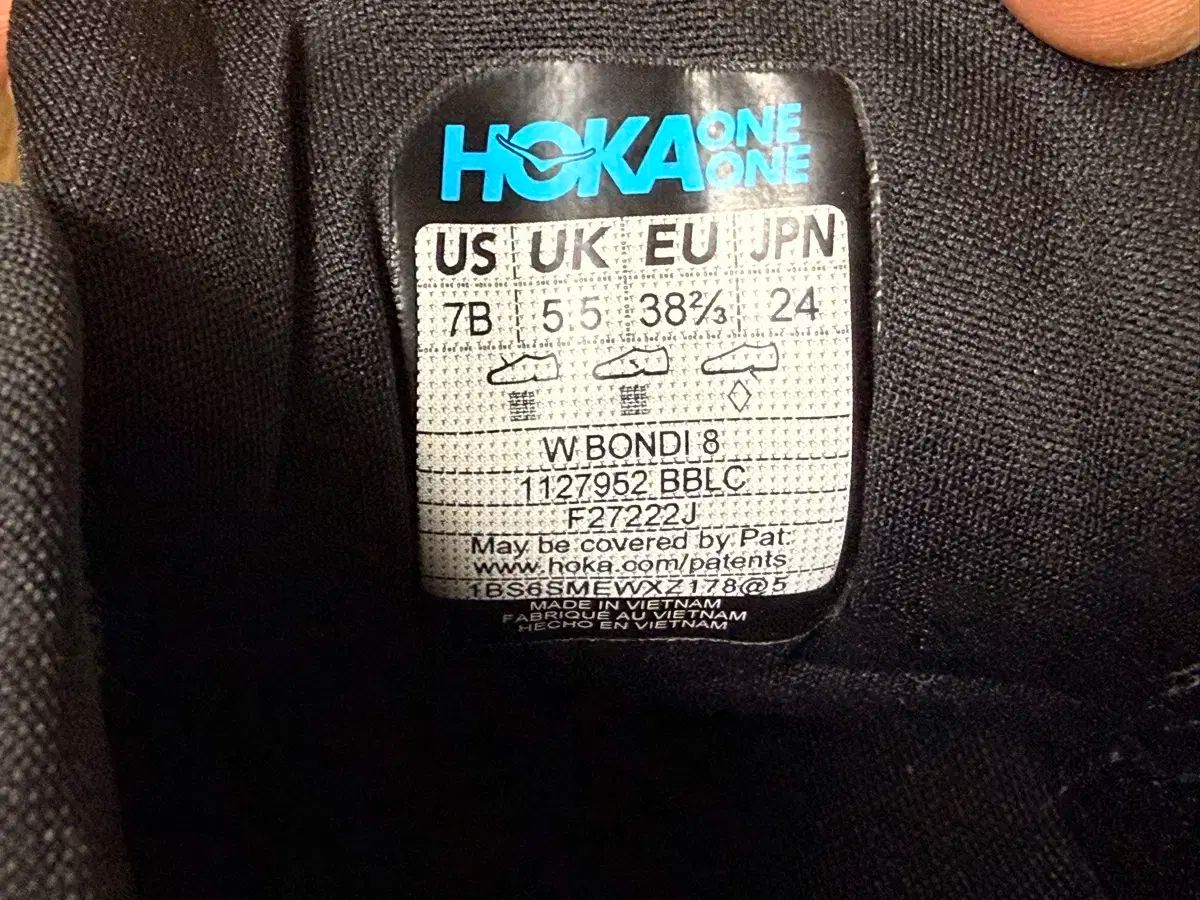 HOKA ONE ONE
US UK EU JPN
7B 5.5 38⅔ 24
W BONDI 8
1127952 BBLC
F27222J
May be covered by Pat:
www.hoka.com/patents
1BS6SMEWXZ178@5
MADE IN VIETNAM
FABRIQUÉ AU VIETNAM
HECHO EN VIETNAM